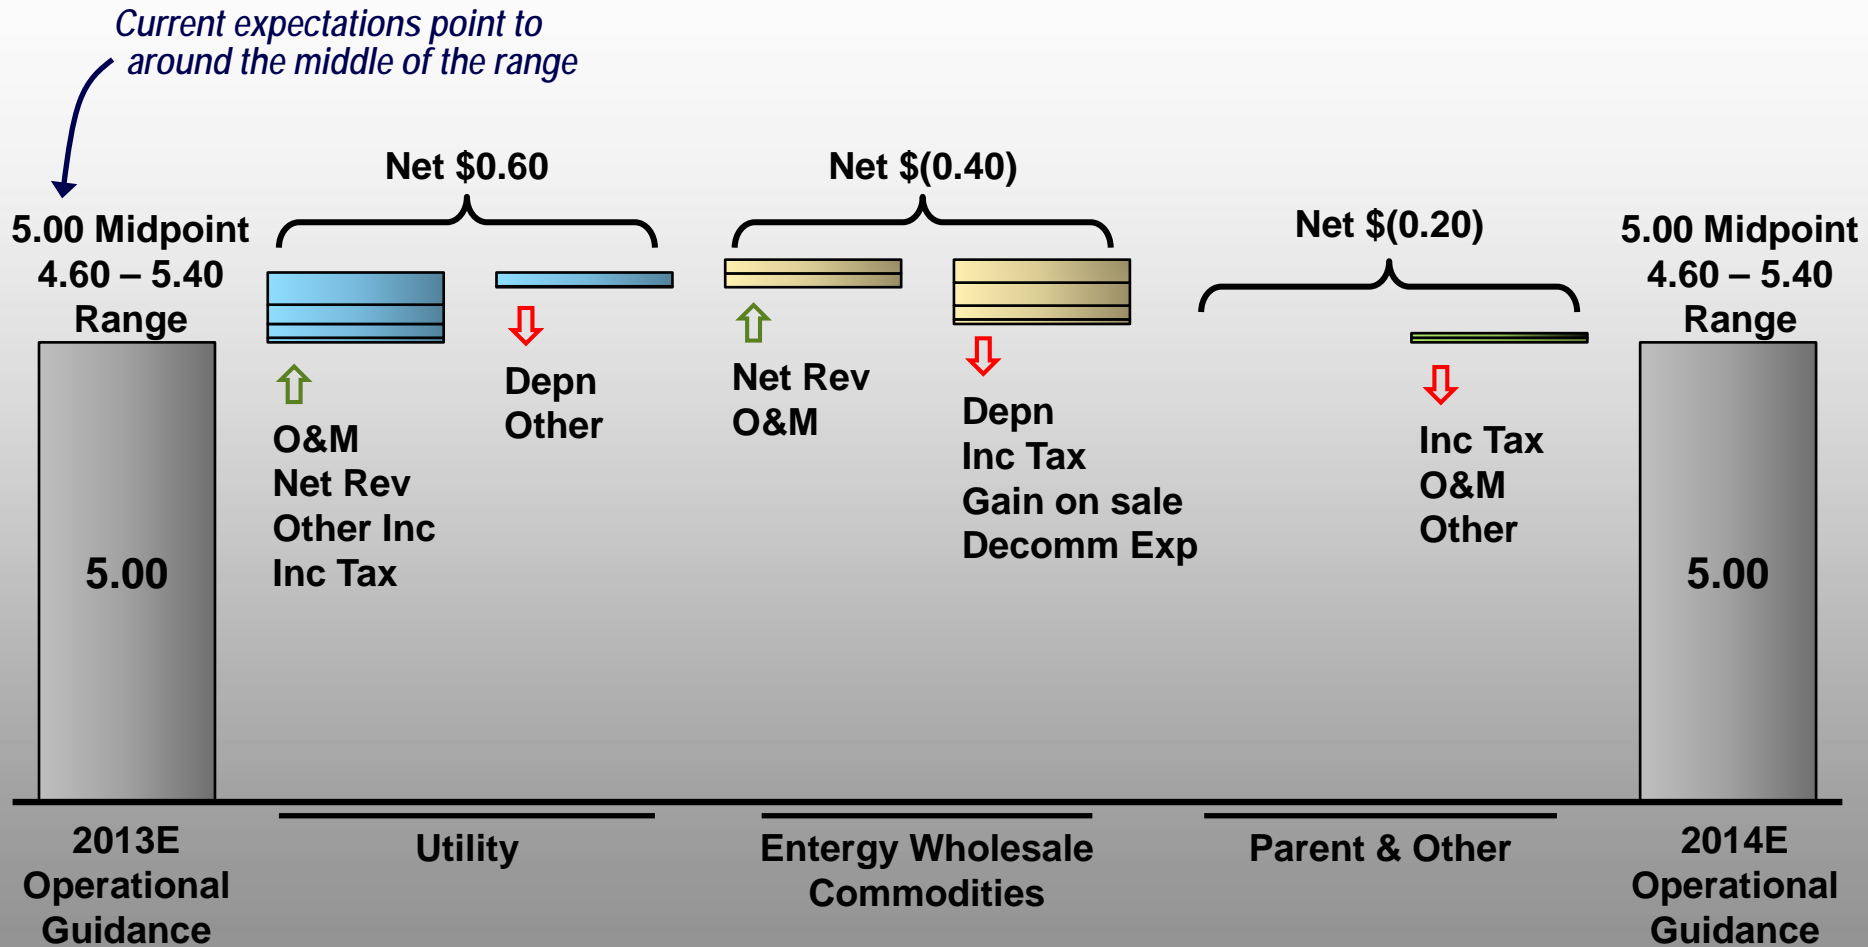 Current expectations point to
around the middle of the range
Net $0.60
Net $(0.40)
Net $(0.20)
5.00 Midpoint
4.60 – 5.40
Range
5.00
O&M
Net Rev
Other Inc
Inc Tax
Depn
Other
Net Rev
O&M
Depn
Inc Tax
Gain on sale
Decomm Exp
Inc Tax
O&M
Other
5.00 Midpoint
4.60 – 5.40
Range
5.00
2013E
Operational
Guidance
Utility
Entergy Wholesale
Commodities
Parent & Other
2014E
Operational
Guidance